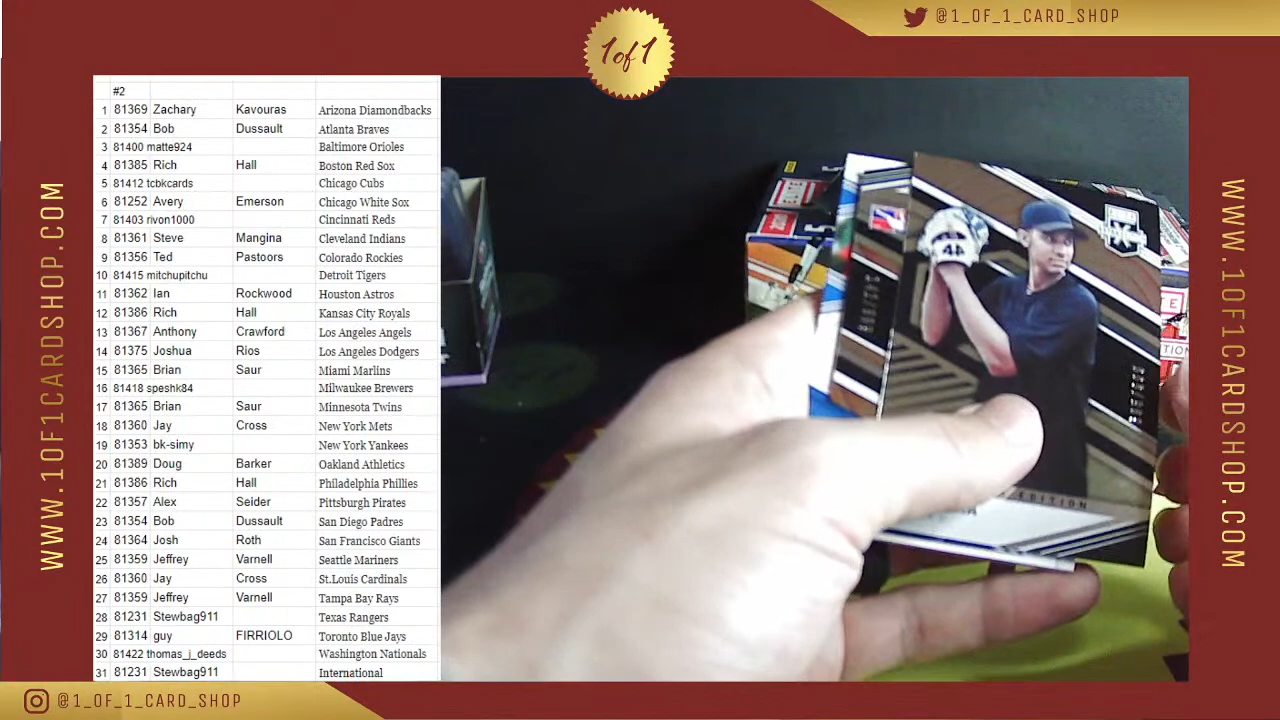 @1_OF_1_CARD_SHOP
1of1
#2
1 81369 Zachary Kavouras Arizona Diamondbacks
2 81354 Bob Dussault Atlanta Braves
3 81400 matte924 Baltimore Orioles
4 81385 Rich Hall Boston Red Sox
5 81412 tcbkcards Chicago Cubs
6 81252 Avery Emerson Chicago White Sox
7 81403 rivon1000 Cincinnati Reds
8 81361 Steve Mangina Cleveland Indians
9 81356 Ted Pastoors Colorado Rockies
10 81415 mitchupitchu Detroit Tigers
11 81362 Ian Rockwood Houston Astros
12 81386 Rich Hall Kansas City Royals
13 81367 Anthony Crawford Los Angeles Angels
14 81375 Joshua Rios Los Angeles Dodgers
15 81365 Brian Saur Miami Marlins
16 81418 speshk84 Milwaukee Brewers
17 81365 Brian Saur Minnesota Twins
18 81360 Jay Cross New York Mets
19 81353 bk-simy New York Yankees
20 81389 Doug Barker Oakland Athletics
21 81386 Rich Hall Philadelphia Phillies
22 81357 Alex Seider Pittsburgh Pirates
23 81354 Bob Dussault San Diego Padres
24 81364 Josh Roth San Francisco Giants
25 81359 Jeffrey Varnell Seattle Mariners
26 81360 Jay Cross St.Louis Cardinals
27 81359 Jeffrey Varnell Tampa Bay Rays
28 81231 Stewbag911 Texas Rangers
29 81314 guy FIRRIOLO Toronto Blue Jays
30 81422 thomas_j_deeds Washington Nationals
31 81231 Stewbag911 International
WWW.1OF1CARDSHOP.COM
WWW.1OF1CARDSHOP.COM
EDITION
@1_OF_1_CARD_SHOP